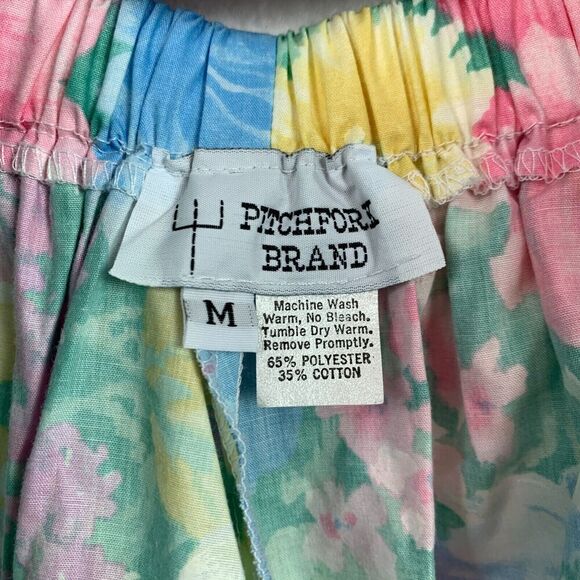 PITCHFORK
BRAND
M
Machine Wash
Warm, No Bleach.
Tumble Dry Warm.
Remove Promptly.
65% POLYESTER
35% COTTON